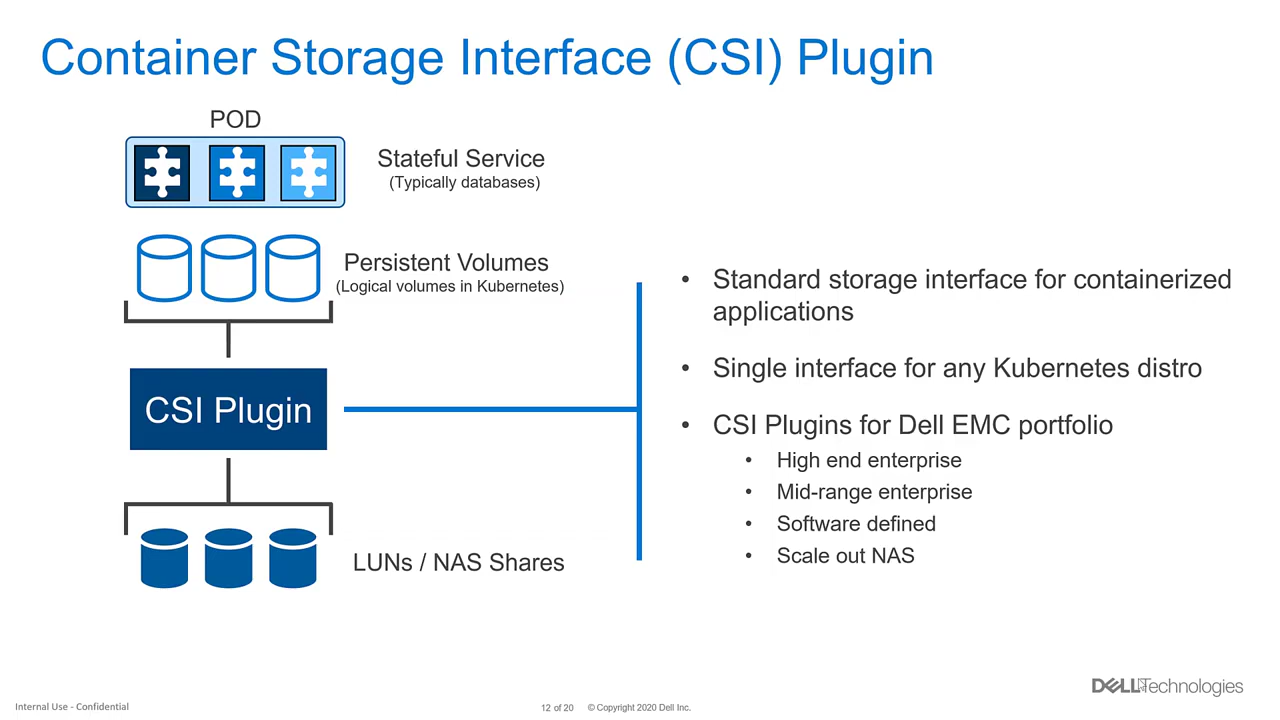 Container Storage Interface (CSI) Plugin
POD
Stateful Service
(Typically databases)
Persistent Volumes
(Logical volumes in Kubernetes)
CSI Plugin
LUNs / NAS Shares
• Standard storage interface for containerized
applications
• Single interface for any Kubernetes distro
• CSI Plugins for Dell EMC portfolio
• High end enterprise
• Mid-range enterprise
• Software defined
• Scale out NAS
DELLTechnologies
Internal Use - Confidential
12 of 20
© Copyright 2020 Dell Inc.